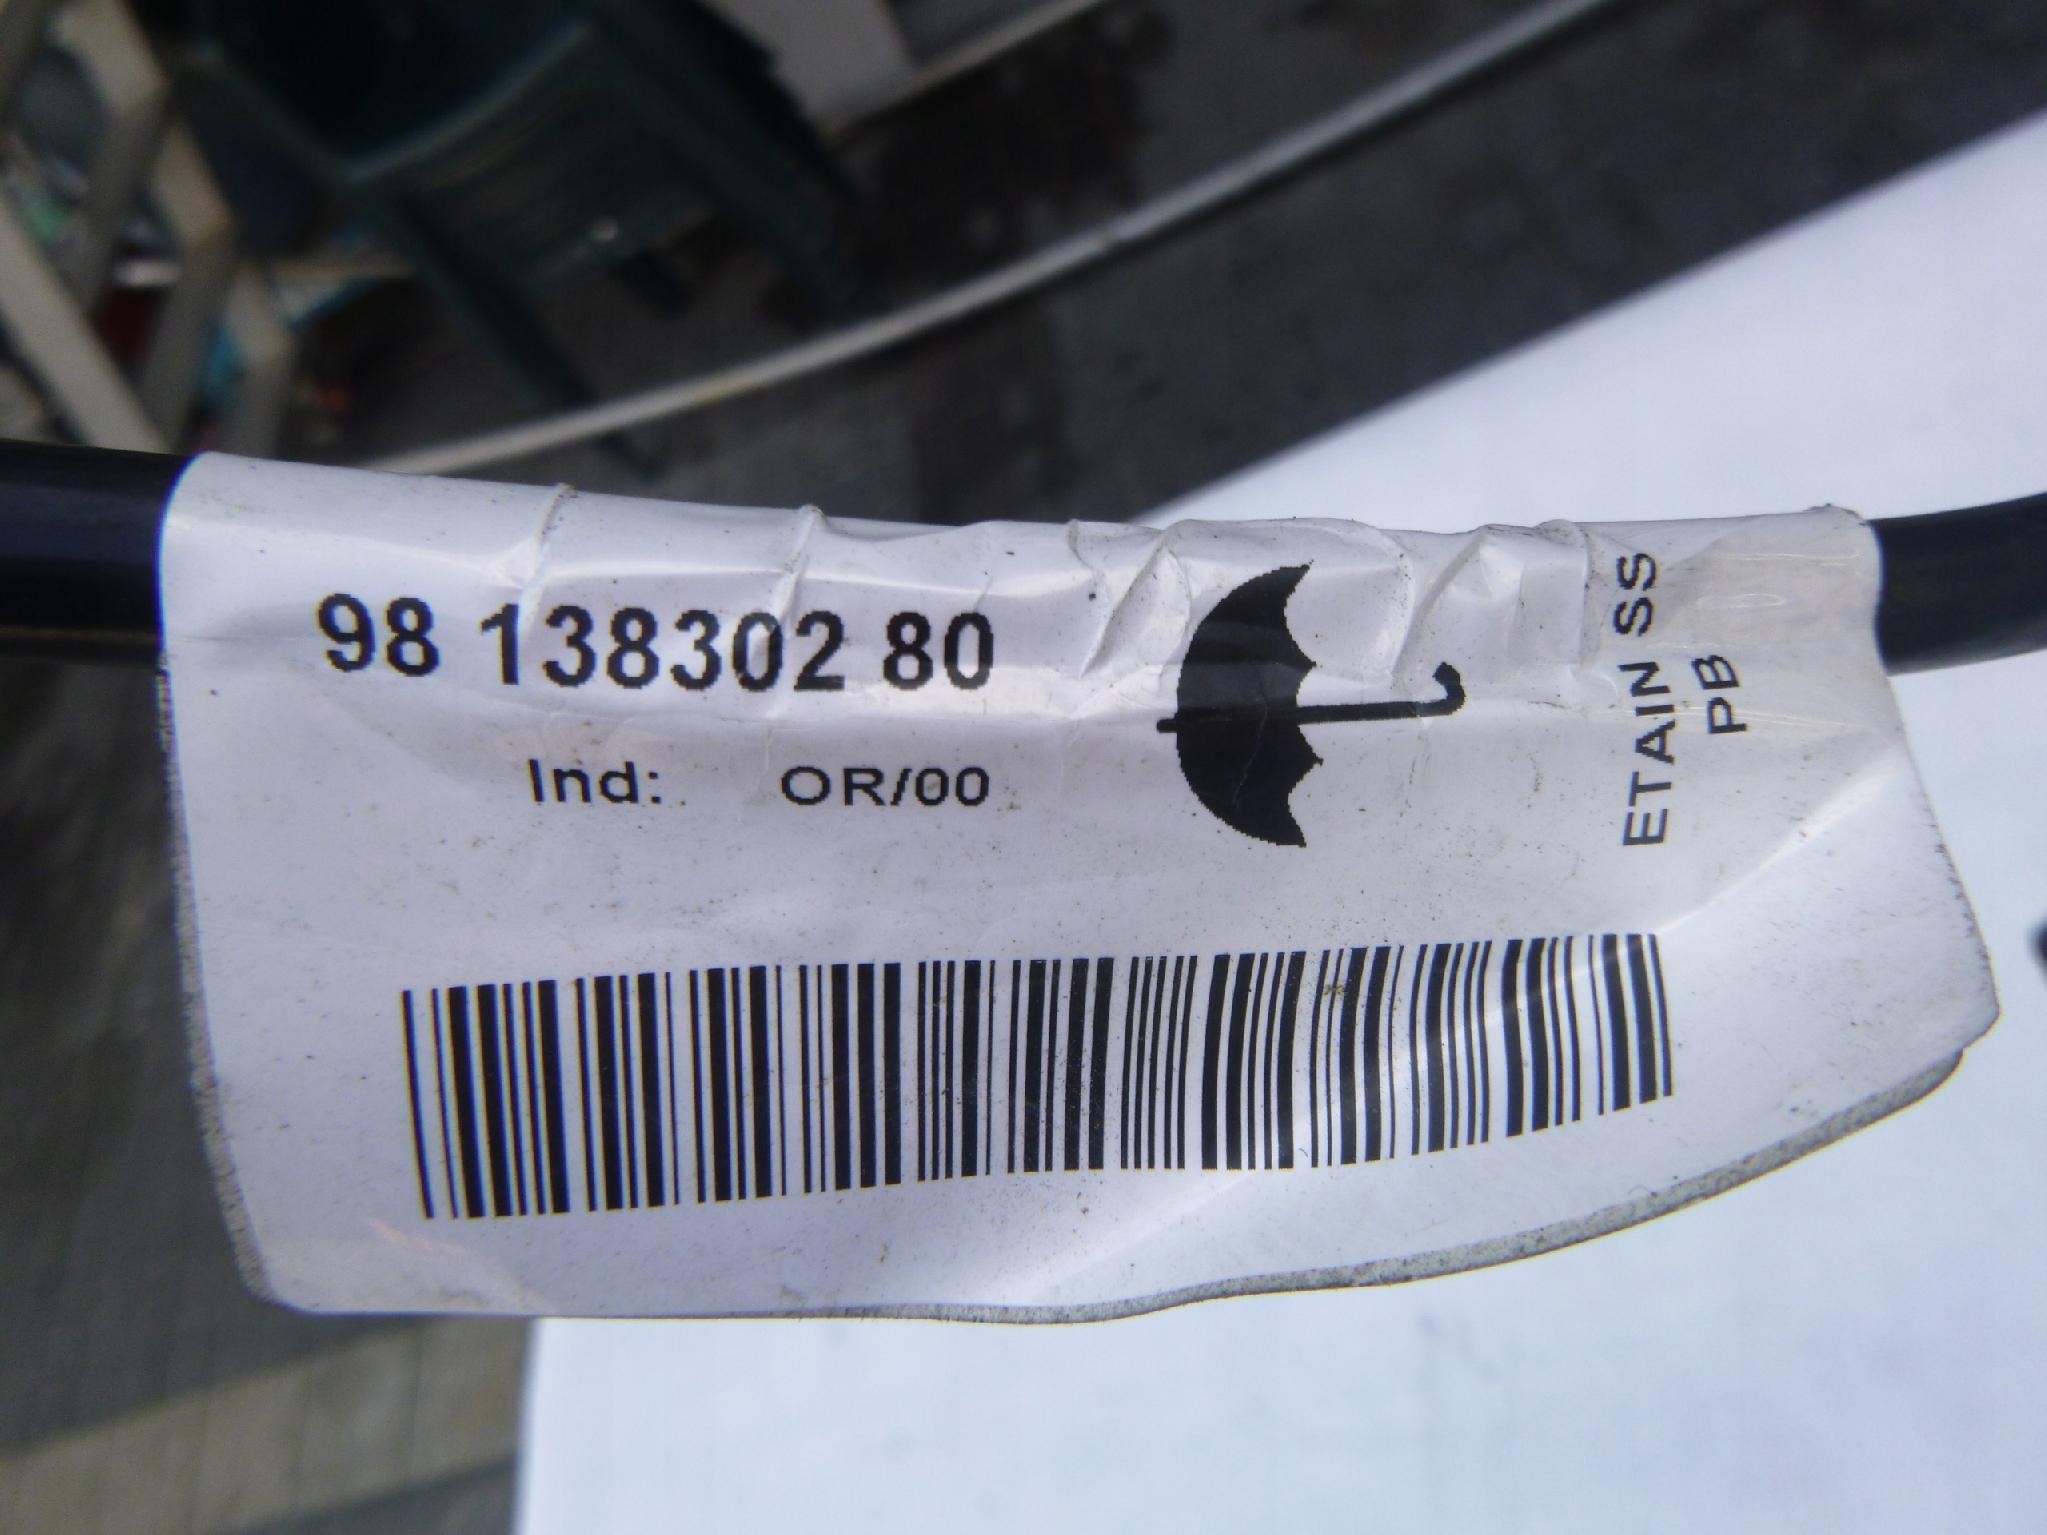 98 138302 80
Ind: OR/00
ETAIN SS
PB